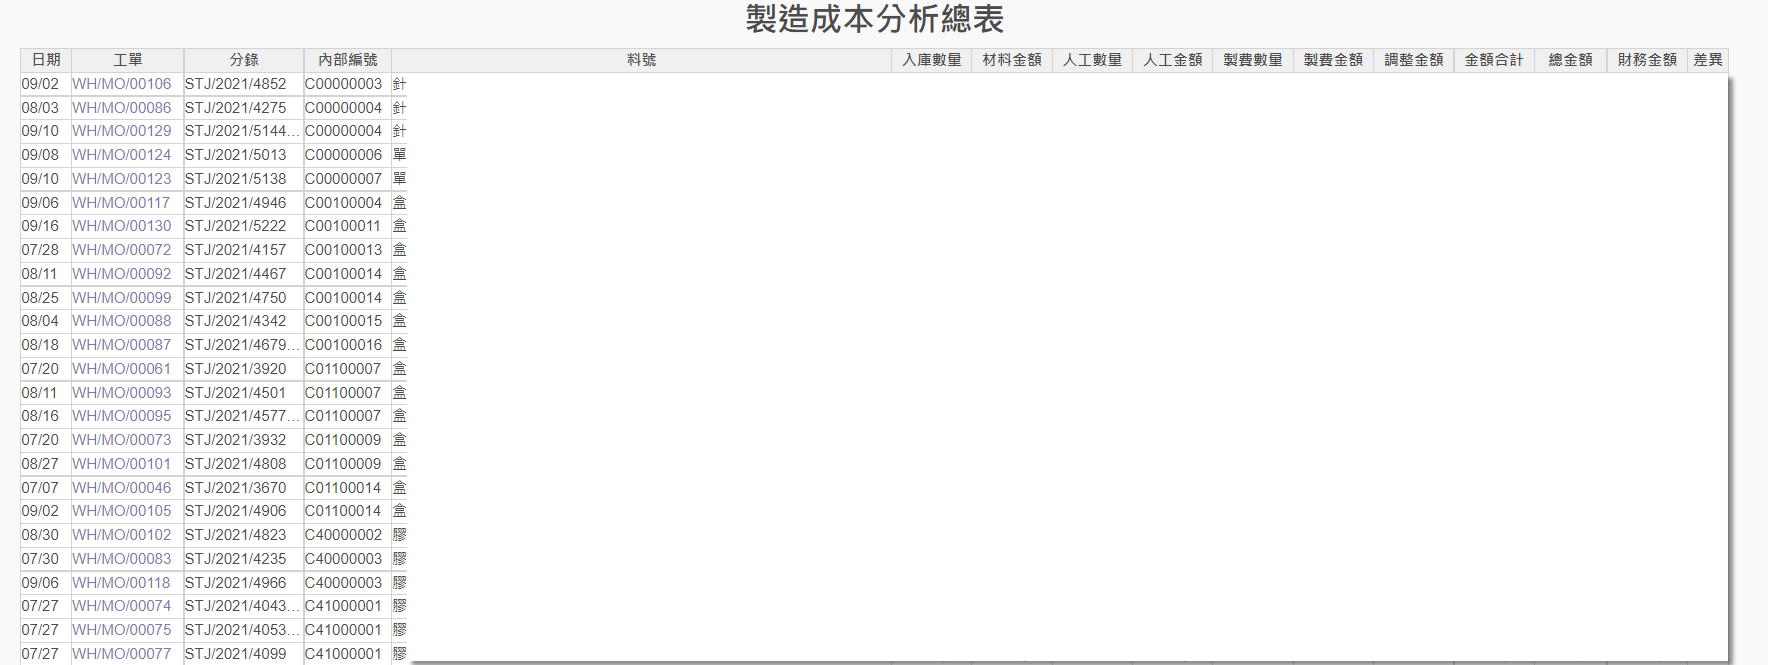 製造成本分析總表
日期 工單 分錄 內部編號 料號 入庫數量 材料金額 人工數量 人工金額 製費數量 製費金額 調整金額 金額合計 總金額 財務金額 差異
09/02 WH/MO/00106 STJ/2021/4852 C00000003 針
08/03 WH/MO/00086 STJ/2021/4275 C00000004 針
09/10 WH/MO/00129 STJ/2021/5144... C00000004 針
09/08 WH/MO/00124 STJ/2021/5013 C00000006 單
09/10 WH/MO/00123 STJ/2021/5138 C00000007 單
09/06 WH/MO/00117 STJ/2021/4946 C00100004 盒
09/16 WH/MO/00130 STJ/2021/5222 C00100011 盒
07/28 WH/MO/00072 STJ/2021/4157 C00100013 盒
08/11 WH/MO/00092 STJ/2021/4467 C00100014 盒
08/25 WH/MO/00099 STJ/2021/4750 C00100014 盒
08/04 WH/MO/00088 STJ/2021/4342 C00100015 盒
08/18 WH/MO/00087 STJ/2021/4679... C00100016 盒
07/20 WH/MO/00061 STJ/2021/3920 C01100007 盒
08/11 WH/MO/00093 STJ/2021/4501 C01100007 盒
08/16 WH/MO/00095 STJ/2021/4577... C01100007 盒
07/20 WH/MO/00073 STJ/2021/3932 C01100009 盒
08/27 WH/MO/00101 STJ/2021/4808 C01100009 盒
07/07 WH/MO/00046 STJ/2021/3670 C01100014 盒
09/02 WH/MO/00105 STJ/2021/4906 C01100014 盒
08/30 WH/MO/00102 STJ/2021/4823 C40000002 膠
07/30 WH/MO/00083 STJ/2021/4235 C40000003 膠
09/06 WH/MO/00118 STJ/2021/4966 C40000003 膠
07/27 WH/MO/00074 STJ/2021/4043... C41000001 膠
07/27 WH/MO/00075 STJ/2021/4053... C41000001 膠
07/27 WH/MO/00077 STJ/2021/4099 C41000001 膠